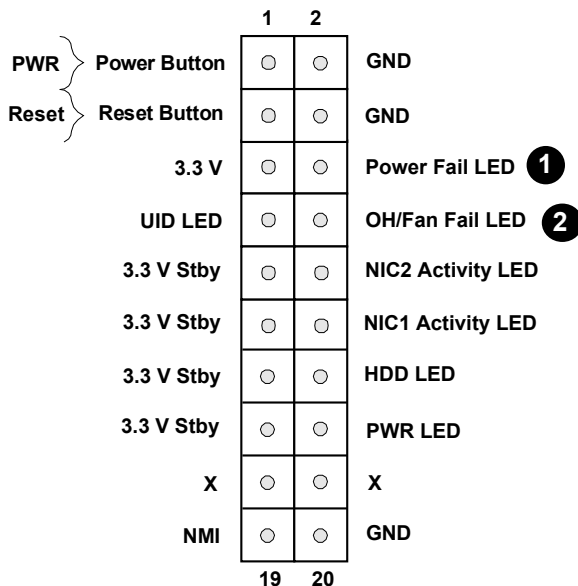 1 2
PWR Power Button GND
Reset Reset Button GND
3.3 V Power Fail LED 1
UID LED OH/Fan Fail LED 2
3.3 V Stby NIC2 Activity LED
3.3 V Stby NIC1 Activity LED
3.3 V Stby HDD LED
3.3 V Stby PWR LED
X X
NMI GND
19 20